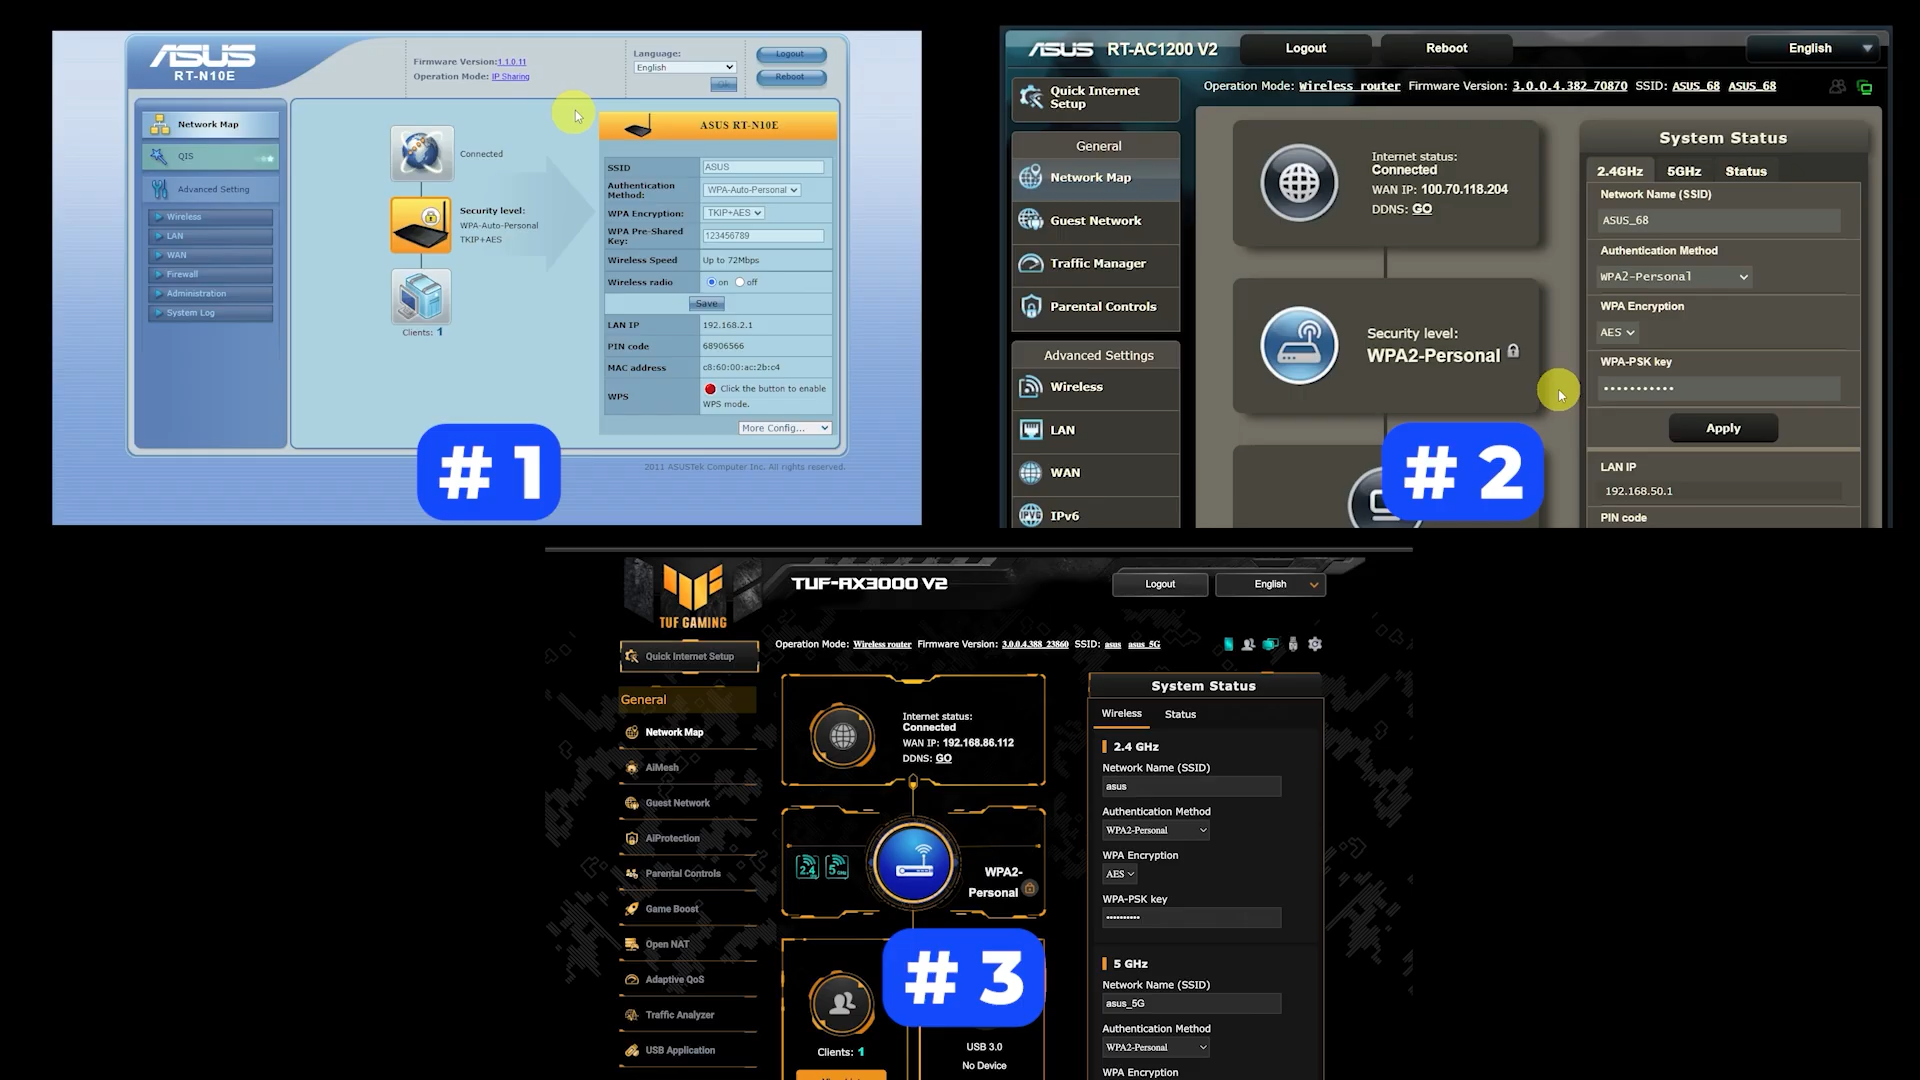 ASUS
RT-N10E
Firmware Version:1.1.0.11
Operation Mode: IP Sharing
Language:
English
Logout
Reboot
Network Map
QIS
Advanced Setting
Wireless
LAN
WAN
Firewall
Administration
System Log
Connected
Security level:
WPA-Auto-Personal
TKIP+AES
Clients: 1
ASUS RT-N10E
SSID ASUS
Authentication Method: WPA-Auto-Personal
WPA Encryption: TKIP+AES
WPA Pre-Shared Key: 123456789
Wireless Speed Up to 72Mbps
Wireless radio on off
Save
LAN IP 192.168.2.1
PIN code 68906566
MAC address c8:60:00:ac:2b:c4
WPS Click the button to enable WPS mode.
More Config...
2011 ASUSTek Computer Inc. All rights reserved.
# 1
ASUS RT-AC1200 V2
Logout
Reboot
English
Operation Mode: Wireless router Firmware Version: 3.0.0.4.382_70870 SSID: ASUS_68 ASUS_68
Quick Internet
Setup
General
Network Map
Guest Network
Traffic Manager
Parental Controls
Advanced Settings
Wireless
LAN
WAN
IPv6
Internet status:
Connected
WAN IP: 100.70.118.204
DDNS: GO
Security level:
WPA2-Personal
System Status
2.4GHz 5GHz Status
Network Name (SSID)
ASUS_68
Authentication Method
WPA2-Personal
WPA Encryption
AES
WPA-PSK key
Apply
LAN IP
192.168.50.1
PIN code
# 2
TUF GAMING
TUF-AX3000 V2
Logout
English
Operation Mode: Wireless router Firmware Version: 3.0.0.4.388_23860 SSID: asus asus_5G
Quick Internet Setup
General
Network Map
AiMesh
Guest Network
AiProtection
Parental Controls
Game Boost
Open NAT
Adaptive QoS
Traffic Analyzer
USB Application
Internet status:
Connected
WAN IP: 192.168.86.112
DDNS: GO
2.4
5
GHz
WPA2-
Personal
Clients: 1
USB 3.0
No Device
System Status
Wireless Status
2.4 GHz
Network Name (SSID)
asus
Authentication Method
WPA2-Personal
WPA Encryption
AES
WPA-PSK key
5 GHz
Network Name (SSID)
asus_5G
Authentication Method
WPA2-Personal
WPA Encryption
# 3